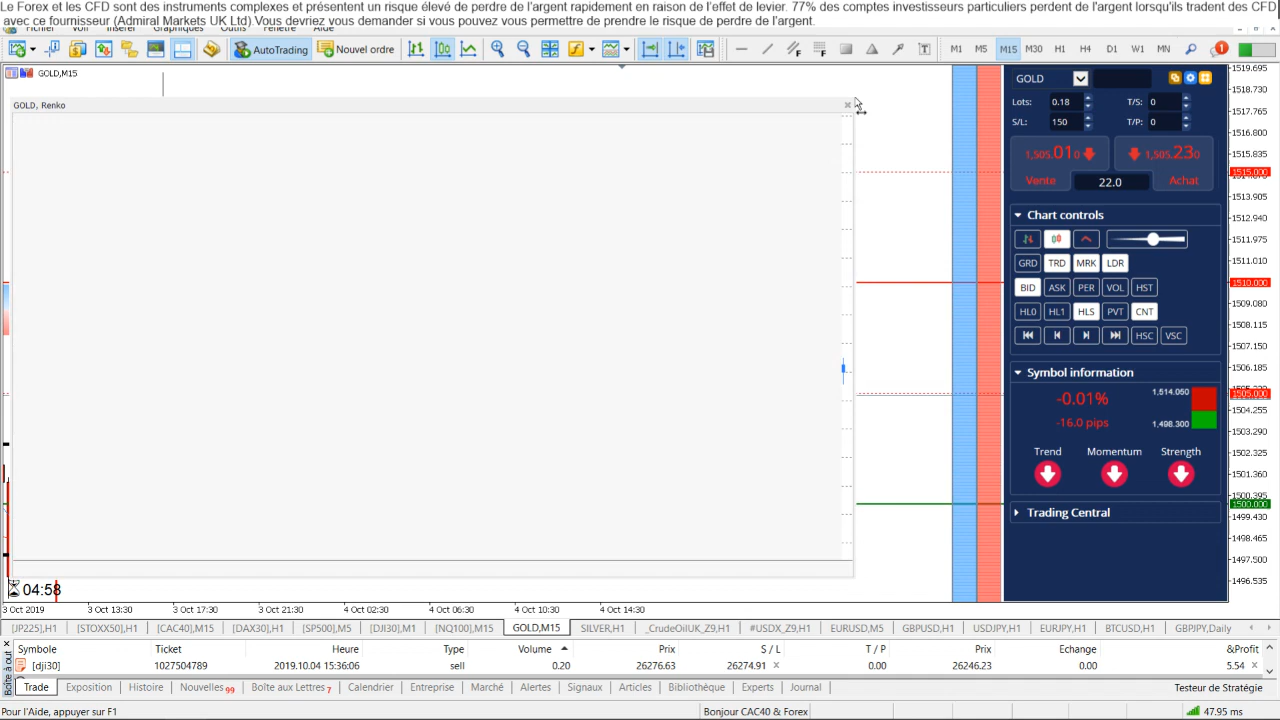 Le Forex et les CFD sont des instruments complexes et présentent un risque élevé de perdre de l'argent rapidement en raison de l'effet de levier. 77% des comptes investisseurs particuliers perdent de l'argent lorsqu'ils tradent des CFD
avec ce fournisseur (Admiral Markets UK Ltd).Vous devriez vous demander si vous pouvez vous permettre de prendre le risque de perdre de l'argent.
Fichier Voir Insérer Graphiques Outils Fenêtre Aide
AutoTrading Nouvel ordre M1 M5 M15 M30 H1 H4 D1 W1 MN 1
GOLD,M15
GOLD, Renko
GOLD
Lots: 0.18 T/S: 0
S/L: 150 T/P: 0
1,505.010 1,505.230
Vente 22.0 Achat
Chart controls
GRD TRD MRK LDR
BID ASK PER VOL HST
HL0 HL1 HLS PVT CNT
HSC VSC
Symbol information
-0.01% 1,514.050
-16.0 pips 1,498.300
Trend Momentum Strength
Trading Central
1519.695
1518.730
1517.765
1516.800
1515.835
1515.000
1513.905
1512.940
1511.975
1511.010
1510.000
1509.080
1508.115
1507.150
1506.185
1505.000
1504.255
1503.290
1502.325
1501.360
1500.395
1500.000
1499.430
1498.465
1497.500
1496.535
04:58
3 Oct 2019 3 Oct 13:30 3 Oct 17:30 3 Oct 21:30 4 Oct 02:30 4 Oct 06:30 4 Oct 10:30 4 Oct 14:30
[JP225],H1 [STOXX50],H1 [CAC40],M15 [DAX30],H1 [SP500],M5 [DJI30],M1 [NQ100],M15 GOLD,M15 SILVER,H1 _CrudeOilUK_Z9,H1 #USDX_Z9,H1 EURUSD,M5 GBPUSD,H1 USDJPY,H1 EURJPY,H1 BTCUSD,H1 GBPJPY,Daily
Symbole Ticket Heure Type Volume Prix S / L T / P Prix Echange &Profit
[dji30] 1027504789 2019.10.04 15:36:06 sell 0.20 26276.63 26274.91 x 0.00 26246.23 0.00 5.54 x
Boîte à out
Trade Exposition Histoire Nouvelles 99 Boîte aux Lettres 7 Calendrier Entreprise Marché Alertes Signaux Articles Bibliothèque Experts Journal Testeur de Stratégie
Pour l'Aide, appuyer sur F1 Bonjour CAC40 & Forex 47.95 ms